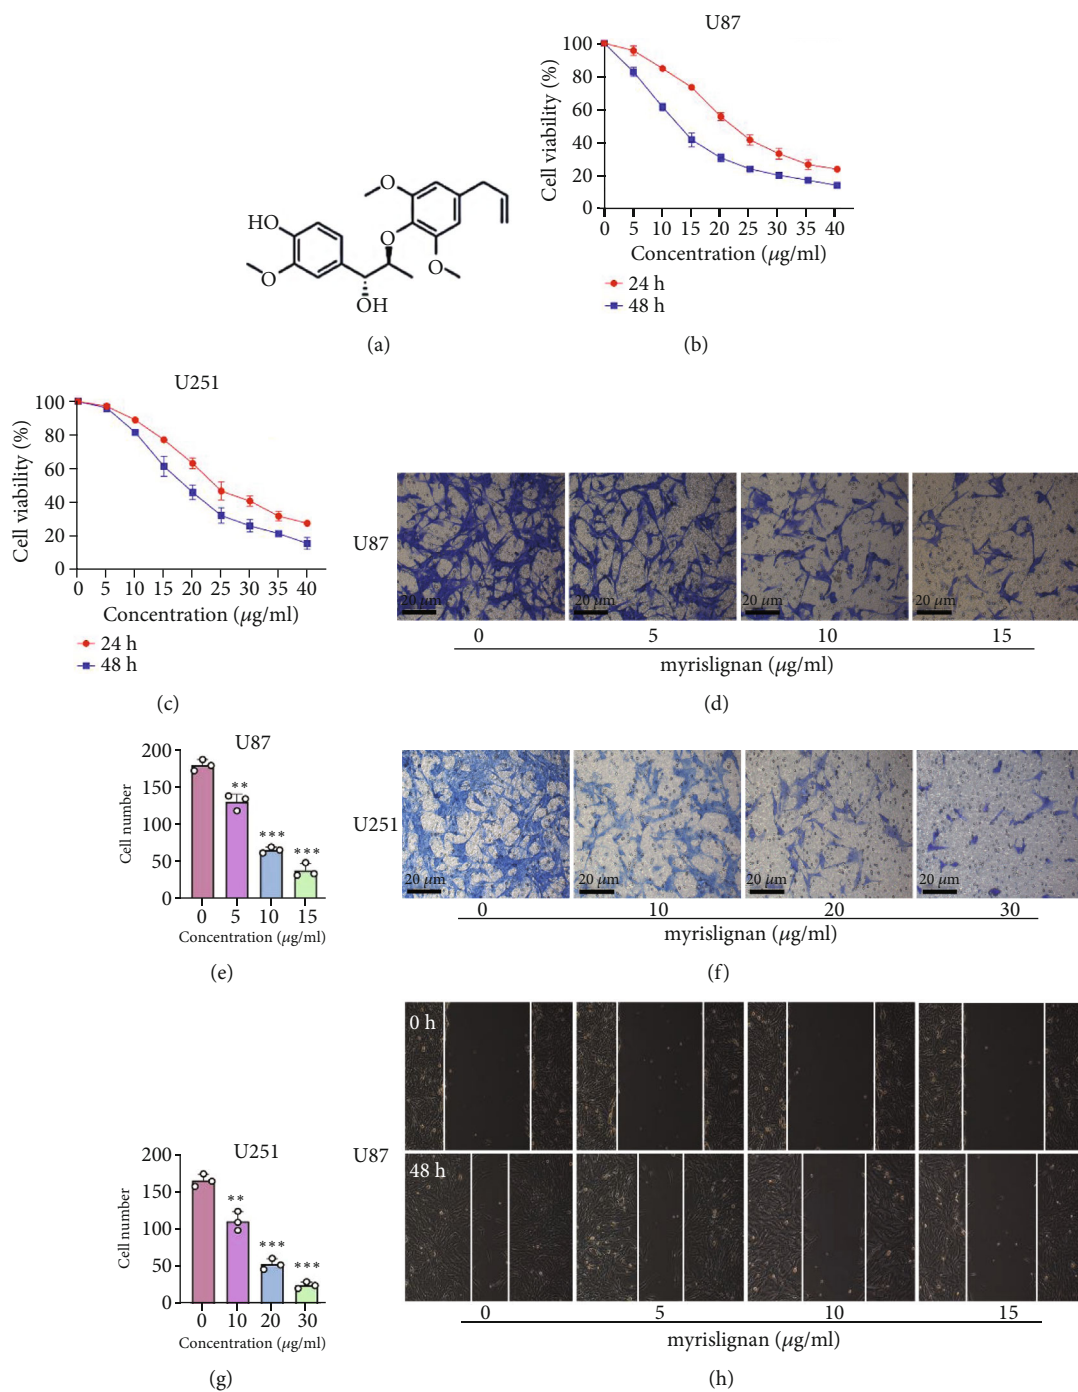 HO
O
O
O
O
OH
(a)
U87
Cell viability (%)
100
80
60
40
20
0
0 5 10 15 20 25 30 35 40
Concentration (μg/ml)
24 h
48 h
(b)
U251
Cell viability (%)
100
80
60
40
20
0
0 5 10 15 20 25 30 35 40
Concentration (μg/ml)
24 h
48 h
(c)
U87
20 μm 20 μm 20 μm 20 μm
0 5 10 15
myrislignan (μg/ml)
(d)
U87
Cell number
200
150
100
50
0
** *** ***
0 5 10 15
Concentration (μg/ml)
(e)
U251
20 μm 20 μm 20 μm 20 μm
0 10 20 30
myrislignan (μg/ml)
(f)
U251
Cell number
200
150
100
50
0
** *** ***
0 10 20 30
Concentration (μg/ml)
(g)
U87
0 h
48 h
0 5 10 15
myrislignan (μg/ml)
(h)